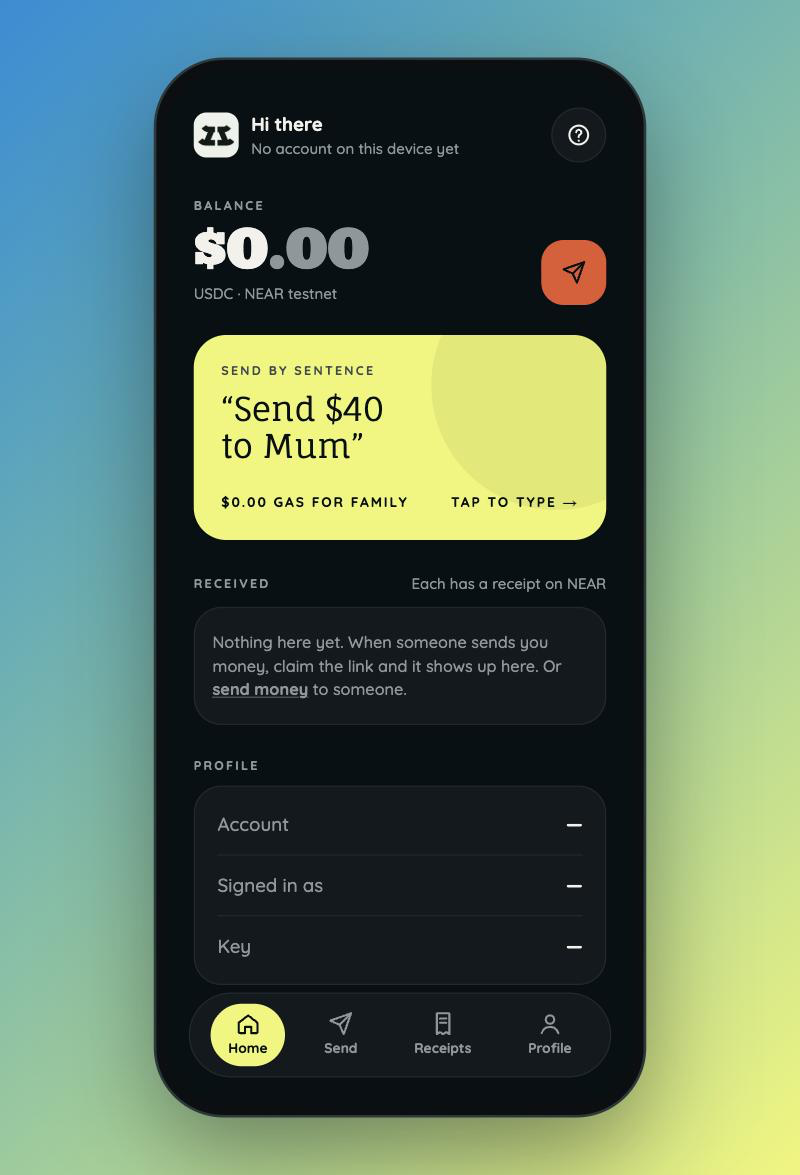 Hi there
No account on this device yet
BALANCE
$0.00
USDC · NEAR testnet
SEND BY SENTENCE
“Send $40
to Mum”
$0.00 GAS FOR FAMILY
TAP TO TYPE →
RECEIVED
Each has a receipt on NEAR
Nothing here yet. When someone sends you
money, claim the link and it shows up here. Or
send money to someone.
PROFILE
Account –
Signed in as –
Key –
Home
Send
Receipts
Profile